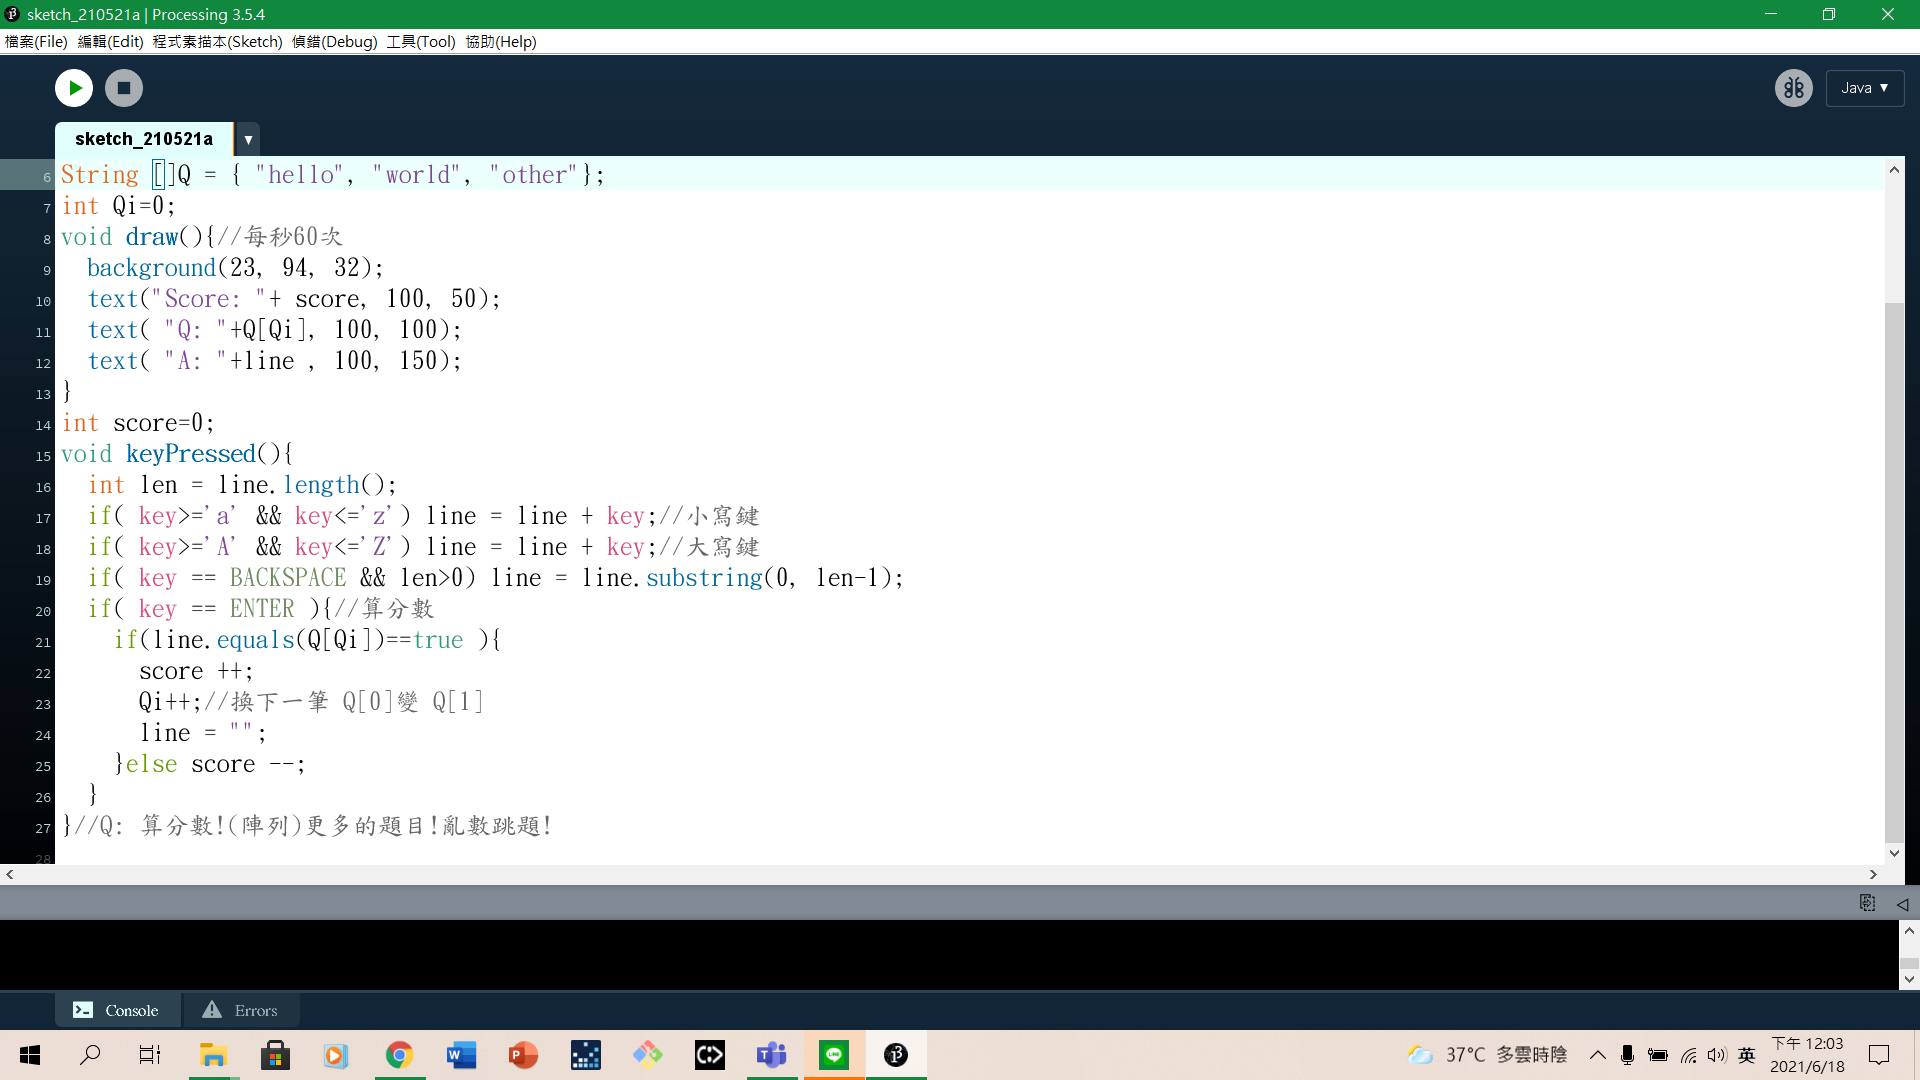 sketch_210521a | Processing 3.5.4
檔案(File) 編輯(Edit) 程式素描本(Sketch) 偵錯(Debug) 工具(Tool) 協助(Help)
Java ▼
sketch_210521a ▼
6 String []Q = { "hello", "world", "other"};
7 int Qi=0;
8 void draw(){//每秒60次
9   background(23, 94, 32);
10   text("Score: "+ score, 100, 50);
11   text( "Q: "+Q[Qi], 100, 100);
12   text( "A: "+line , 100, 150);
13 }
14 int score=0;
15 void keyPressed(){
16   int len = line.length();
17   if( key>='a' && key<='z') line = line + key;//小寫鍵
18   if( key>='A' && key<='Z') line = line + key;//大寫鍵
19   if( key == BACKSPACE && len>0) line = line.substring(0, len-1);
20   if( key == ENTER ){//算分數
21     if(line.equals(Q[Qi])==true ){
22       score ++;
23       Qi++;//換下一筆 Q[0]變 Q[1]
24       line = "";
25     }else score --;
26   }
27 }//Q: 算分數!(陣列)更多的題目!亂數跳題!
28
Console Errors
37°C 多雲時陰 英 下午 12:03
2021/6/18